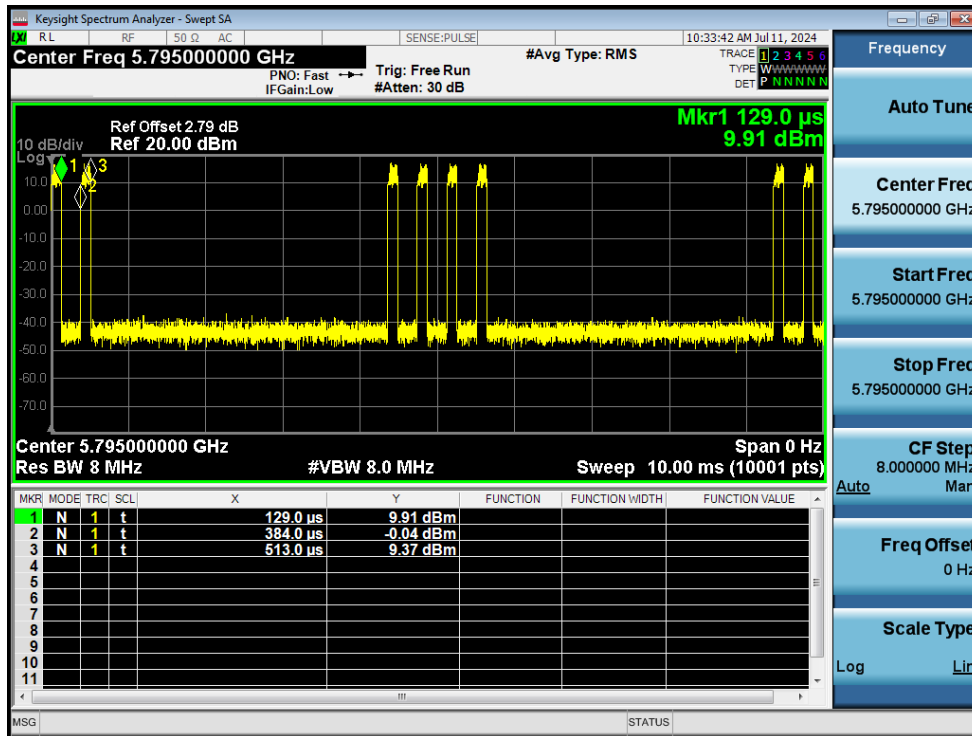 Keysight Spectrum Analyzer - Swept SA
LXI RL RF 50 Ω AC SENSE:PULSE 10:33:42 AM Jul 11, 2024
Center Freq 5.795000000 GHz
PNO: Fast
IFGain:Low
Trig: Free Run
#Atten: 30 dB
#Avg Type: RMS
TRACE 1 2 3 4 5 6
TYPE WWWWWW
DET P N N N N N
Ref Offset 2.79 dB
Ref 20.00 dBm
10 dB/div
Log
Mkr1 129.0 µs
9.91 dBm
1
2
3
10.0
0.00
-10.0
-20.0
-30.0
-40.0
-50.0
-60.0
-70.0
Center 5.795000000 GHz Span 0 Hz
Res BW 8 MHz #VBW 8.0 MHz Sweep 10.00 ms (10001 pts)
MKR MODE TRC SCL X Y FUNCTION FUNCTION WIDTH FUNCTION VALUE
1 N 1 t 129.0 µs 9.91 dBm
2 N 1 t 384.0 µs -0.04 dBm
3 N 1 t 513.0 µs 9.37 dBm
4
5
6
7
8
9
10
11
MSG STATUS
Frequency
Auto Tune
Center Freq
5.795000000 GHz
Start Freq
5.795000000 GHz
Stop Freq
5.795000000 GHz
CF Step
8.000000 MHz
Auto Man
Freq Offset
0 Hz
Scale Type
Log Lin